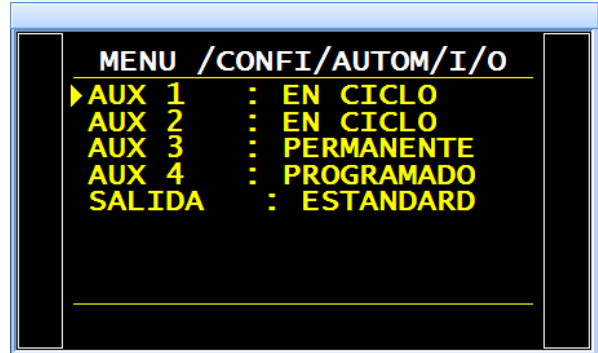 MENU /CONFI/AUTOM/I/O
AUX 1 : EN CICLO
AUX 2 : EN CICLO
AUX 3 : PERMANENTE
AUX 4 : PROGRAMADO
SALIDA : ESTANDARD